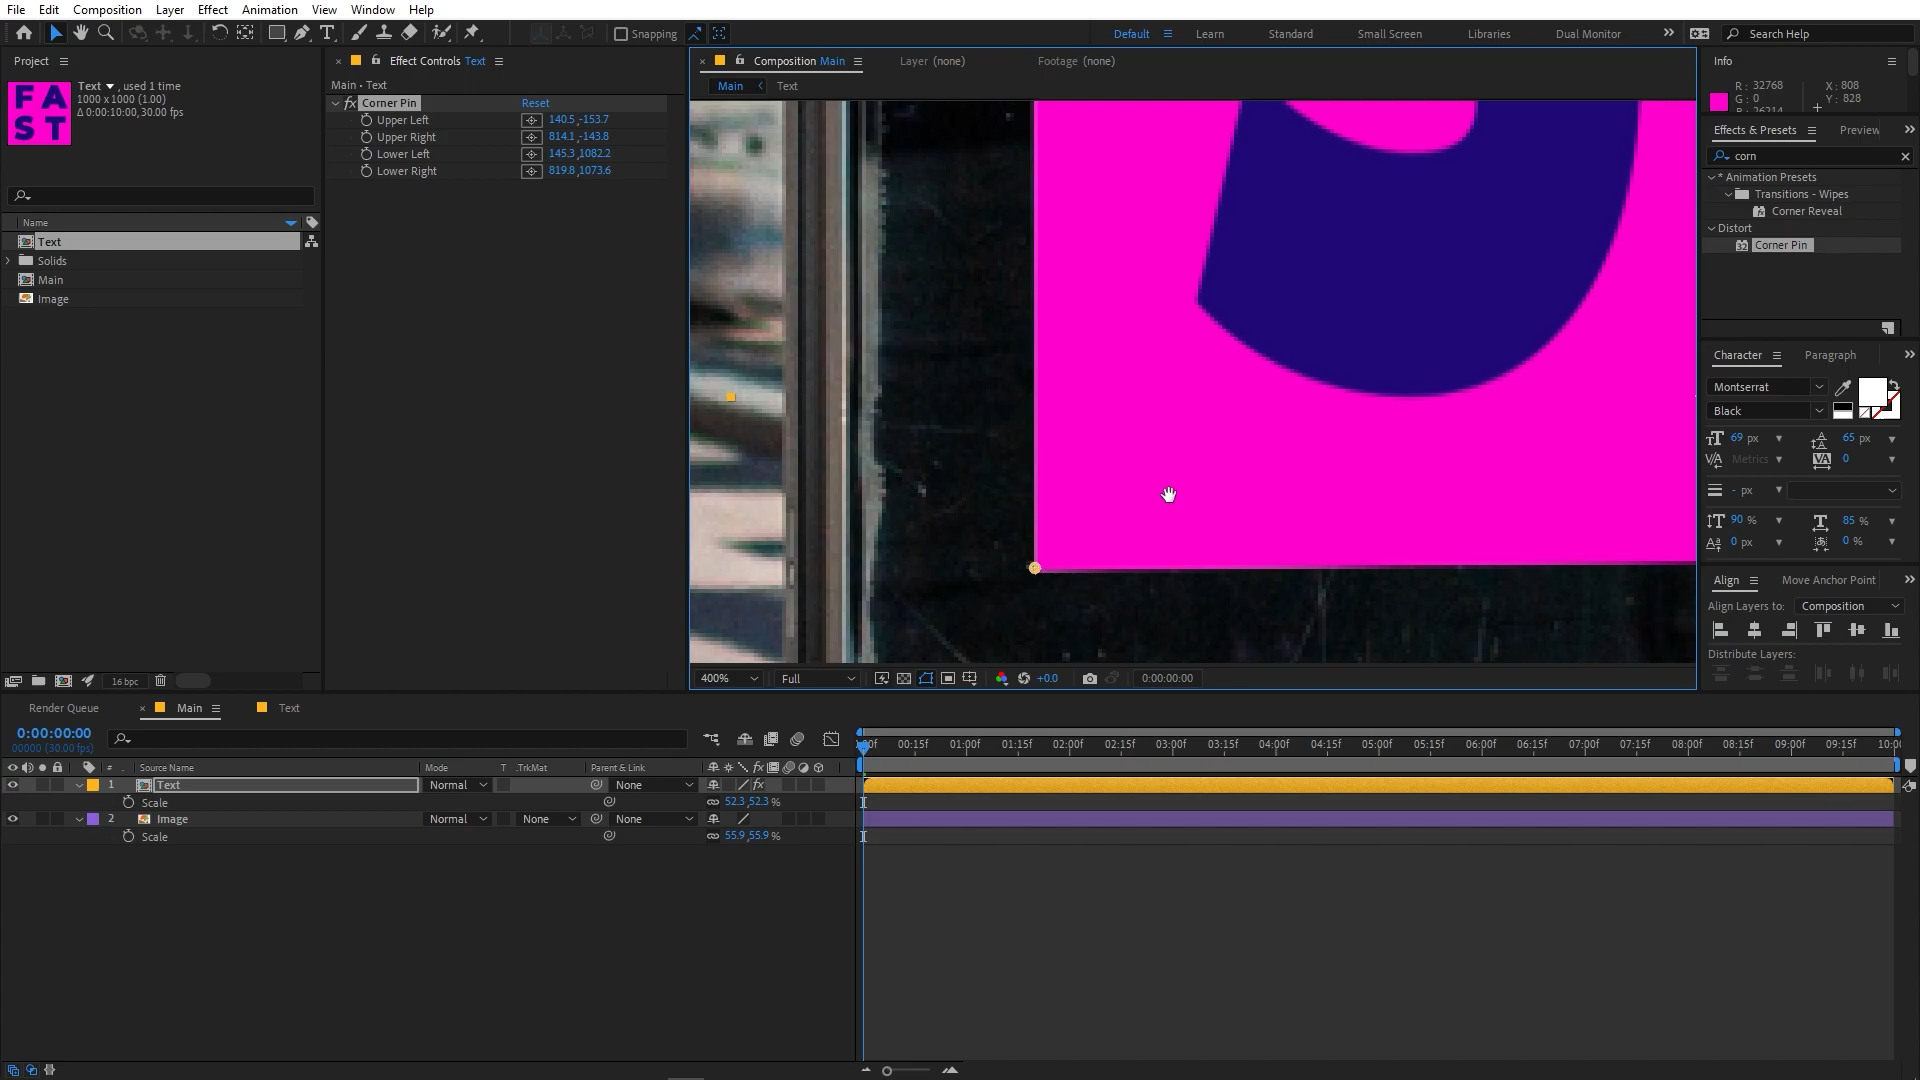 File Edit Composition Layer Effect Animation View Window Help
Snapping
Default Learn Standard Small Screen Libraries Dual Monitor Search Help
Project
Text , used 1 time
1000 x 1000 (1.00)
Δ 0:00:10:00, 30.00 fps
FA
ST
Name
Text
Solids
Main
Image
16 bpc
Effect Controls Text
Main • Text
fx Corner Pin Reset
Upper Left 140.5,-153.7
Upper Right 814.1,-143.8
Lower Left 145.3,1082.2
Lower Right 819.8,1073.6
Composition Main Layer (none) Footage (none)
Main Text
400% Full +0.0 0:00:00:00
Info
R : 32768
G : 0
X : 808
Y : 828
Effects & Presets Preview
corn
* Animation Presets
Transitions - Wipes
Corner Reveal
Distort
Corner Pin
Character Paragraph
Montserrat
Black
69 px 65 px
Metrics 0
- px
90 % 85 %
0 px 0 %
Align Move Anchor Point
Align Layers to: Composition
Distribute Layers:
Render Queue Main Text
0:00:00:00
00000 (30.00 fps)
# Source Name Mode T .TrkMat Parent & Link
1 Text Normal None
Scale 52.3,52.3 %
2 Image Normal None None
Scale 55.9,55.9 %
00:15f 01:00f 01:15f 02:00f 02:15f 03:00f 03:15f 04:00f 04:15f 05:00f 05:15f 06:00f 06:15f 07:00f 07:15f 08:00f 08:15f 09:00f 09:15f 10:0